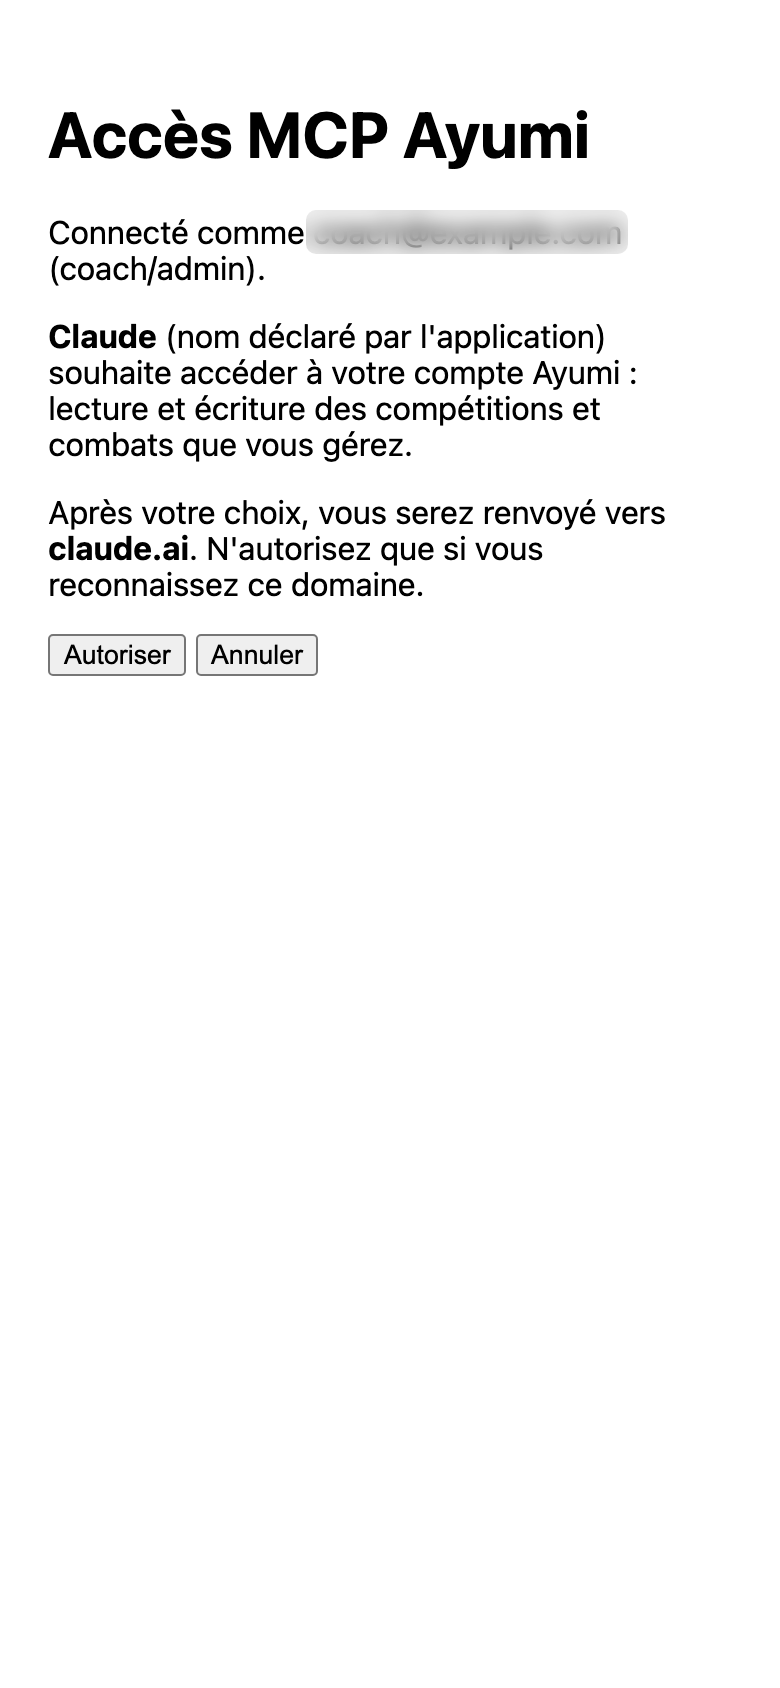 Accès MCP Ayumi
Connecté comme
(coach/admin).
Claude (nom déclaré par l'application)
souhaite accéder à votre compte Ayumi :
lecture et écriture des compétitions et
combats que vous gérez.
Après votre choix, vous serez renvoyé vers
claude.ai. N'autorisez que si vous
reconnaissez ce domaine.
Autoriser
Annuler